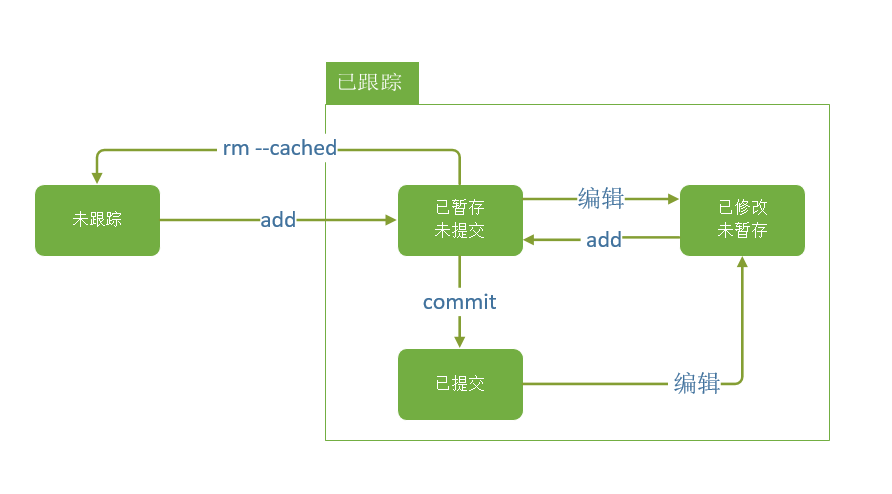 已跟踪
rm --cached
未跟踪
add
已暂存
未提交
编辑
add
已修改
未暂存
commit
已提交
编辑